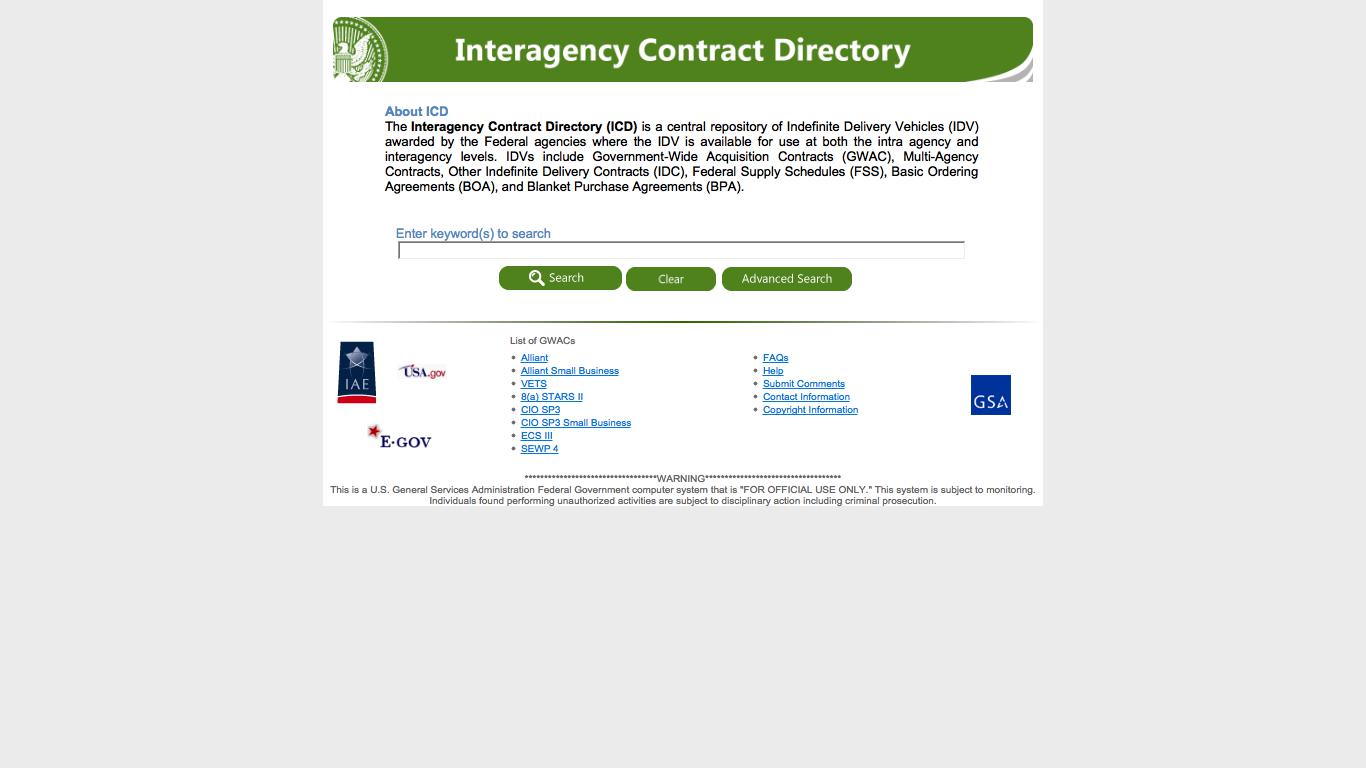 Interagency Contract Directory
About ICD
The Interagency Contract Directory (ICD) is a central repository of Indefinite Delivery Vehicles (IDV)
awarded by the Federal agencies where the IDV is available for use at both the intra agency and
interagency levels. IDVs include Government-Wide Acquisition Contracts (GWAC), Multi-Agency
Contracts, Other Indefinite Delivery Contracts (IDC), Federal Supply Schedules (FSS), Basic Ordering
Agreements (BOA), and Blanket Purchase Agreements (BPA).
Enter keyword(s) to search
Search Clear Advanced Search
IAE
USA.gov
E-GOV
List of GWACs
Alliant
Alliant Small Business
VETS
8(a) STARS II
CIO SP3
CIO SP3 Small Business
ECS III
SEWP 4
FAQs
Help
Submit Comments
Contact Information
Copyright Information
GSA
**********************************WARNING***********************************
This is a U.S. General Services Administration Federal Government computer system that is "FOR OFFICIAL USE ONLY." This system is subject to monitoring.
Individuals found performing unauthorized activities are subject to disciplinary action including criminal prosecution.